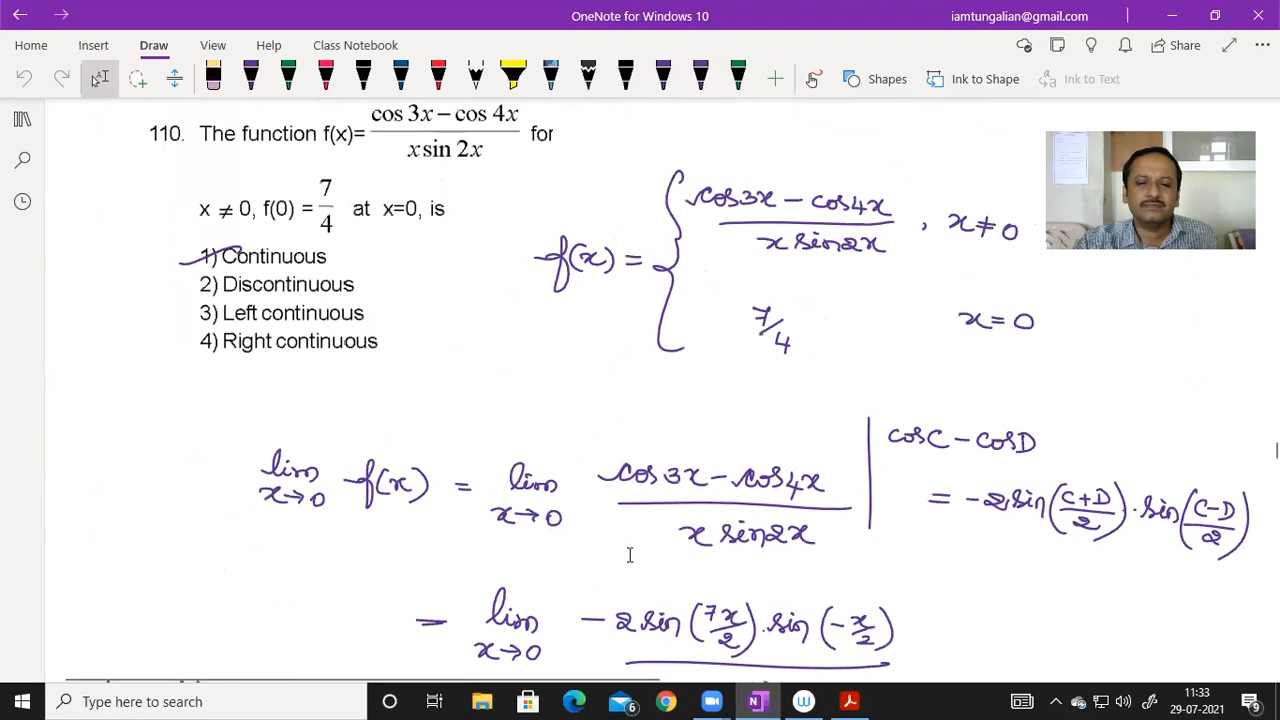 OneNote for Windows 10
iamtungalian@gmail.com
Home Insert Draw View Help Class Notebook
Share
Shapes Ink to Shape Ink to Text
110. The function f(x)= (cos 3x − cos 4x)/(x sin 2x) for
x ≠ 0, f(0) = 7/4 at x=0, is
1) Continuous
2) Discontinuous
3) Left continuous
4) Right continuous
f(x) = { (cos3x − cos4x)/(x sin2x) , x≠0
7/4 x=0
lim x→0 f(x) = lim x→0 (cos3x − cos4x)/(x sin2x)
cosC − cosD
= −2sin((C+D)/2)·sin((C−D)/2)
= lim x→0 −2sin(7x/2)·sin(−x/2)
Type here to search
6
11:33
29-07-2021
9